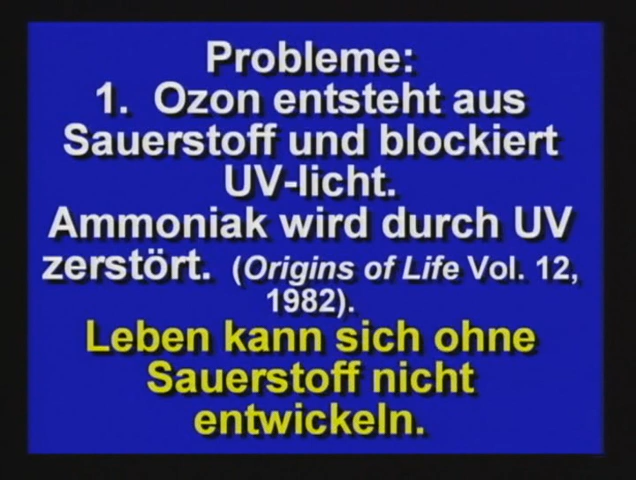 Probleme:
1. Ozon entsteht aus
Sauerstoff und blockiert
UV-licht.
Ammoniak wird durch UV
zerstört. (Origins of Life Vol. 12,
1982).
Leben kann sich ohne
Sauerstoff nicht
entwickeln.